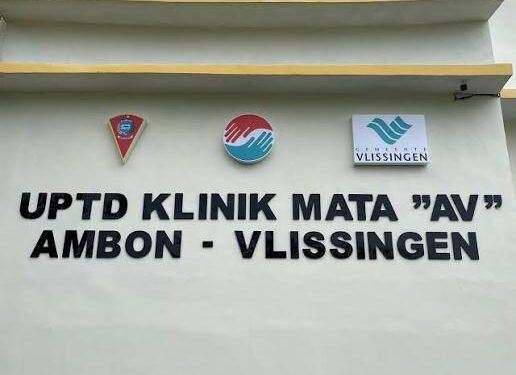 GEMEENTE
VLISSINGEN
UPTD KLINIK MATA "AV"
AMBON - VLISSINGEN